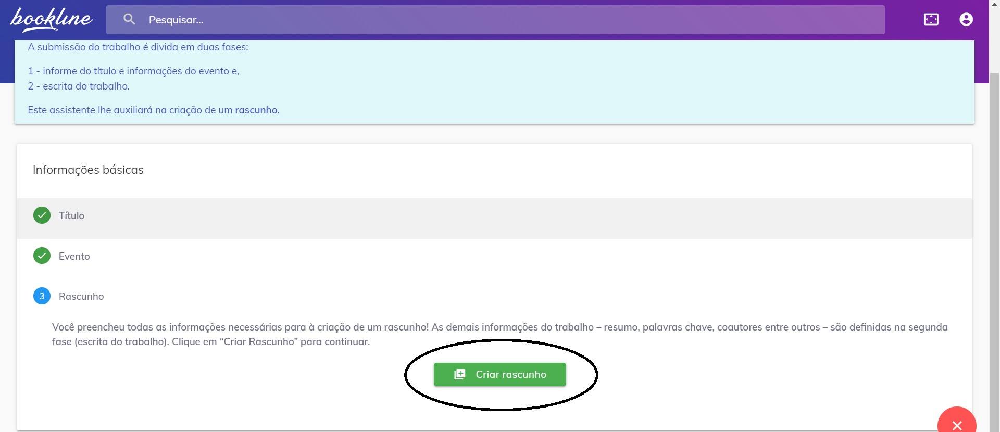 bookline
Pesquisar...
A submissão do trabalho é divida em duas fases:
1 - informe do título e informações do evento e,
2 - escrita do trabalho.
Este assistente lhe auxiliará na criação de um rascunho.
Informações básicas
Título
Evento
3 Rascunho
Você preencheu todas as informações necessárias para à criação de um rascunho! As demais informações do trabalho – resumo, palavras chave, coautores entre outros – são definidas na segunda
fase (escrita do trabalho). Clique em “Criar Rascunho” para continuar.
Criar rascunho